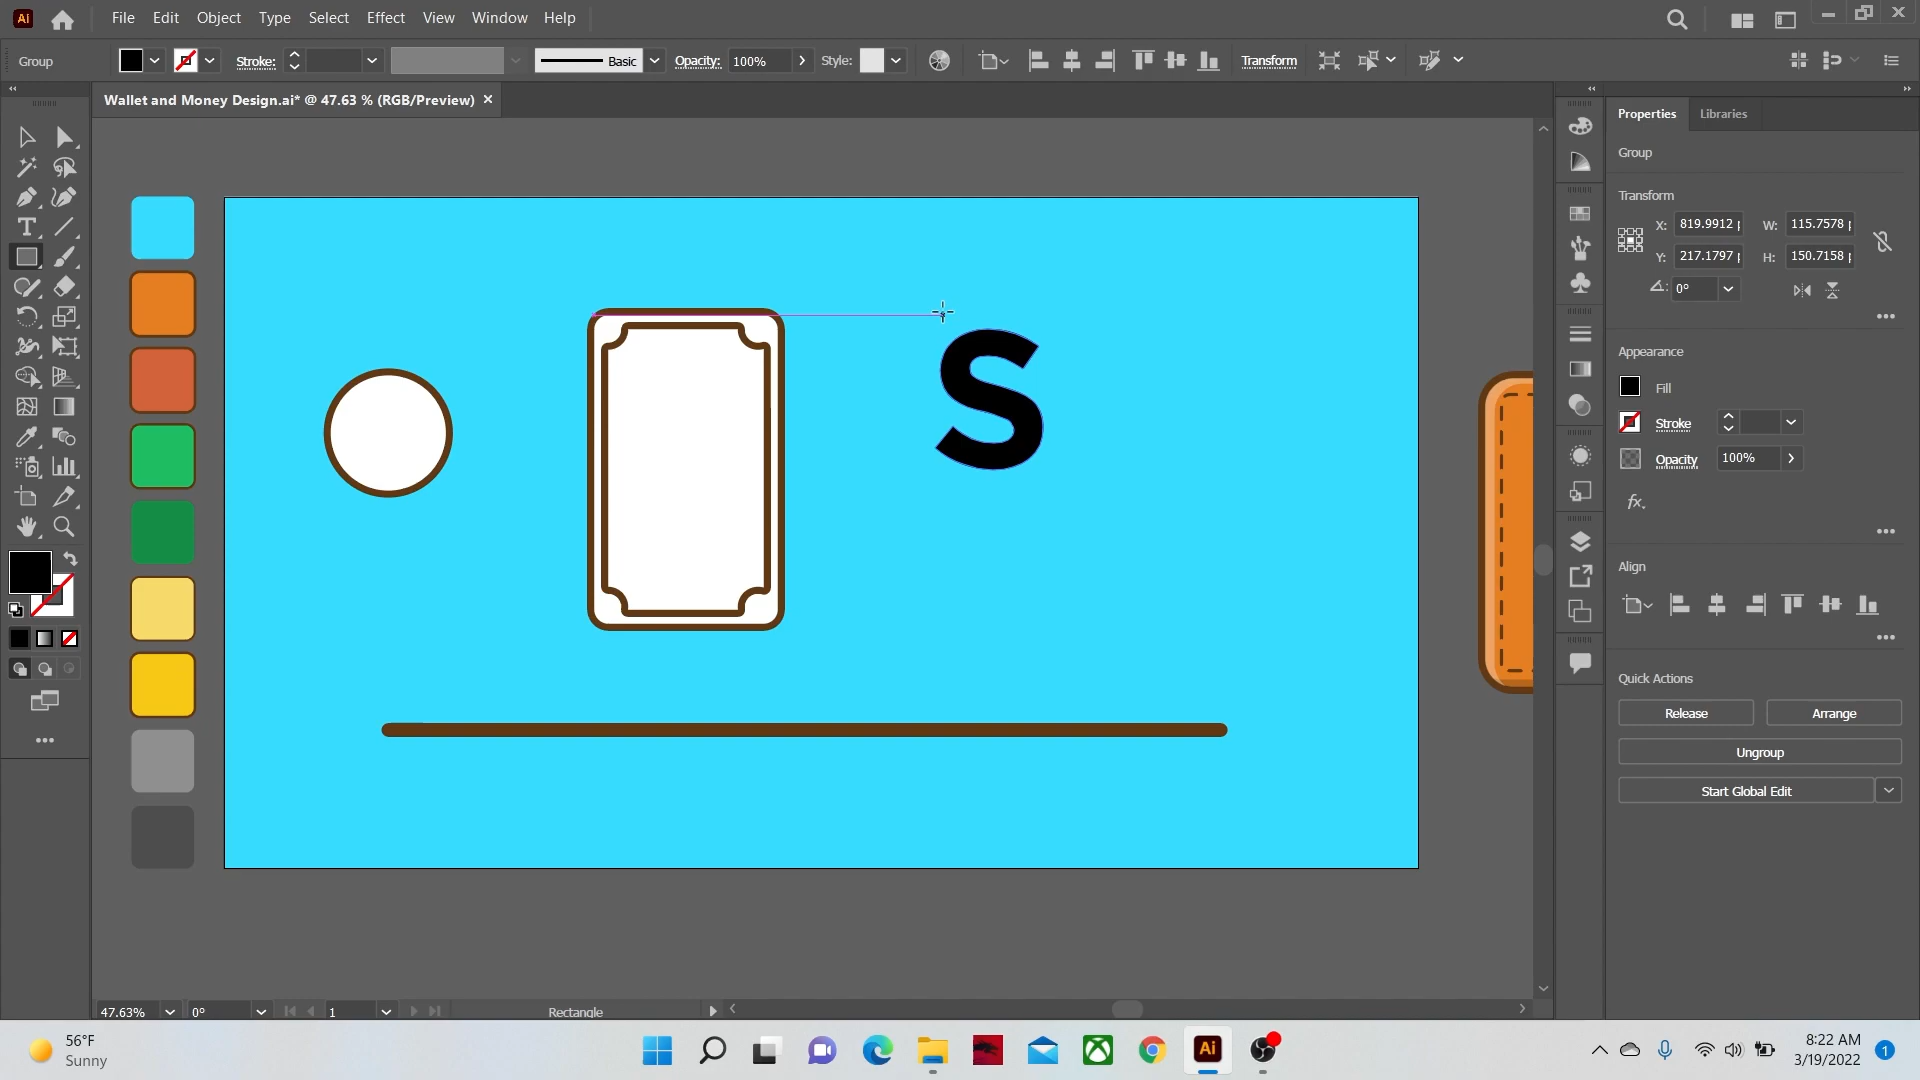 Ai File Edit Object Type Select Effect View Window Help
Group Stroke: Basic Opacity: 100% Style: Transform
Wallet and Money Design.ai* @ 47.63 % (RGB/Preview) ×
Properties Libraries
Group
Transform
X: 819.9912 W: 115.7578
Y: 217.1797 H: 150.7158
0°
Appearance
Fill
Stroke
Opacity 100%
fx.
Align
Quick Actions
Release Arrange
Ungroup
Start Global Edit
S
47.63% 0° 1 Rectangle
56°F
Sunny
Ai
8:22 AM
3/19/2022
1